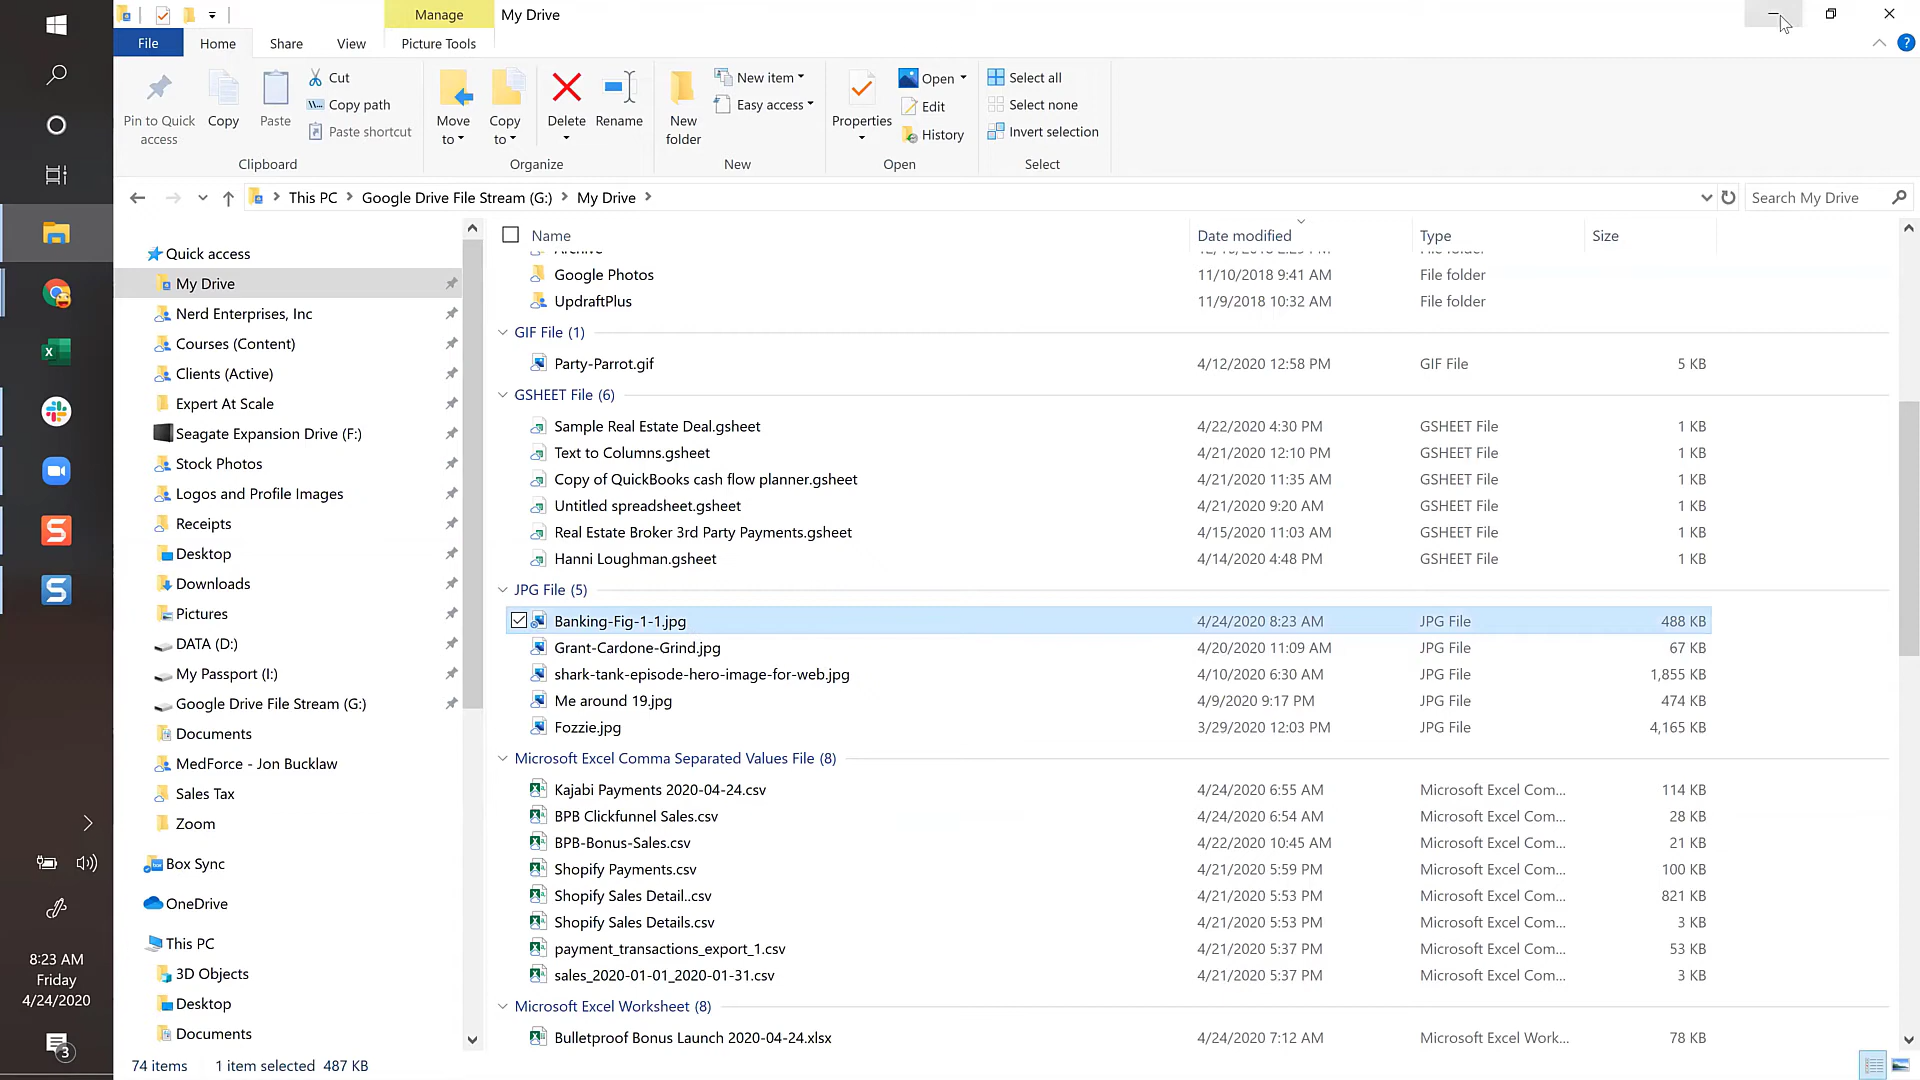 Manage
My Drive
File
Home
Share
View
Picture Tools
?
Pin to Quick access
Copy
Paste
Cut
Copy path
Paste shortcut
Clipboard
Move to
Copy to
Delete
Rename
Organize
New folder
New item
Easy access
New
Properties
Open
Edit
History
Open
Select all
Select none
Invert selection
Select
This PC
Google Drive File Stream (G:)
My Drive
Search My Drive
Quick access
My Drive
Nerd Enterprises, Inc
Courses (Content)
Clients (Active)
Expert At Scale
Seagate Expansion Drive (F:)
Stock Photos
Logos and Profile Images
Receipts
Desktop
Downloads
Pictures
DATA (D:)
My Passport (I:)
Google Drive File Stream (G:)
Documents
MedForce - Jon Bucklaw
Sales Tax
Zoom
Box Sync
OneDrive
This PC
3D Objects
Desktop
Documents
Name Date modified Type Size
Archive File folder
Google Photos 11/10/2018 9:41 AM File folder
UpdraftPlus 11/9/2018 10:32 AM File folder
GIF File (1)
Party-Parrot.gif 4/12/2020 12:58 PM GIF File 5 KB
GSHEET File (6)
Sample Real Estate Deal.gsheet 4/22/2020 4:30 PM GSHEET File 1 KB
Text to Columns.gsheet 4/21/2020 12:10 PM GSHEET File 1 KB
Copy of QuickBooks cash flow planner.gsheet 4/21/2020 11:35 AM GSHEET File 1 KB
Untitled spreadsheet.gsheet 4/21/2020 9:20 AM GSHEET File 1 KB
Real Estate Broker 3rd Party Payments.gsheet 4/15/2020 11:03 AM GSHEET File 1 KB
Hanni Loughman.gsheet 4/14/2020 4:48 PM GSHEET File 1 KB
JPG File (5)
Banking-Fig-1-1.jpg 4/24/2020 8:23 AM JPG File 488 KB
Grant-Cardone-Grind.jpg 4/20/2020 11:09 AM JPG File 67 KB
shark-tank-episode-hero-image-for-web.jpg 4/10/2020 6:30 AM JPG File 1,855 KB
Me around 19.jpg 4/9/2020 9:17 PM JPG File 474 KB
Fozzie.jpg 3/29/2020 12:03 PM JPG File 4,165 KB
Microsoft Excel Comma Separated Values File (8)
Kajabi Payments 2020-04-24.csv 4/24/2020 6:55 AM Microsoft Excel Com... 114 KB
BPB Clickfunnel Sales.csv 4/24/2020 6:54 AM Microsoft Excel Com... 28 KB
BPB-Bonus-Sales.csv 4/22/2020 10:45 AM Microsoft Excel Com... 21 KB
Shopify Payments.csv 4/21/2020 5:59 PM Microsoft Excel Com... 100 KB
Shopify Sales Detail..csv 4/21/2020 5:53 PM Microsoft Excel Com... 821 KB
Shopify Sales Details.csv 4/21/2020 5:53 PM Microsoft Excel Com... 3 KB
payment_transactions_export_1.csv 4/21/2020 5:37 PM Microsoft Excel Com... 53 KB
sales_2020-01-01_2020-01-31.csv 4/21/2020 5:37 PM Microsoft Excel Com... 3 KB
Microsoft Excel Worksheet (8)
Bulletproof Bonus Launch 2020-04-24.xlsx 4/24/2020 7:12 AM Microsoft Excel Work... 78 KB
74 items 1 item selected 487 KB
8:23 AM
Friday
4/24/2020
3